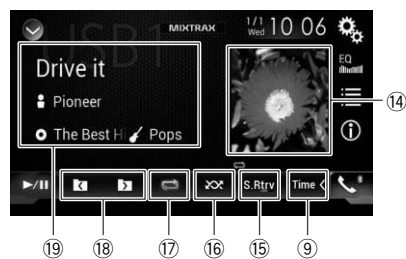 USB1
MIXTRAX
1/1
Wed
10 06
Drive it
Pioneer
The Best Hi
Pops
EQ
S.Rtrv
Time
⑭
⑲
⑱
⑰
⑯
⑮
⑨